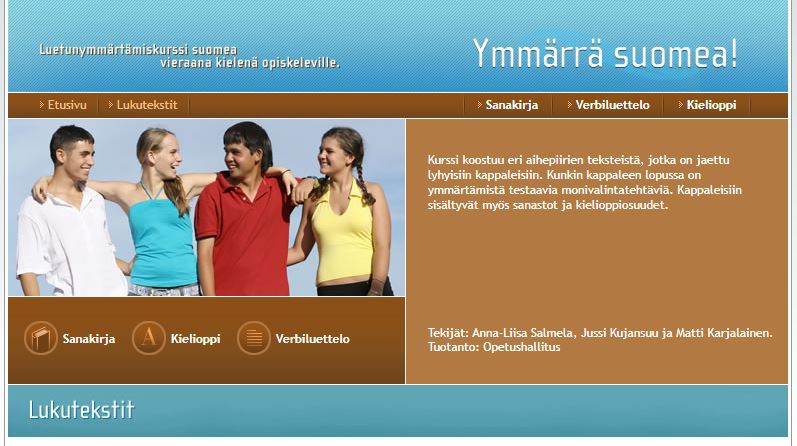 Luetunymmärtämiskurssi suomea
vieraana kielenä opiskeleville.
Ymmärrä suomea!
Etusivu
Lukutekstit
Sanakirja
Verbiluettelo
Kielioppi
Kurssi koostuu eri aihepiirien teksteistä, jotka on jaettu
lyhyisiin kappaleisiin. Kunkin kappaleen lopussa on
ymmärtämistä testaavia monivalintatehtäviä. Kappaleisiin
sisältyvät myös sanastot ja kielioppiosuudet.
A
Sanakirja
Kielioppi
Verbiluettelo
Tekijät: Anna-Liisa Salmela, Jussi Kujansuu ja Matti Karjalainen.
Tuotanto: Opetushallitus
Lukutekstit